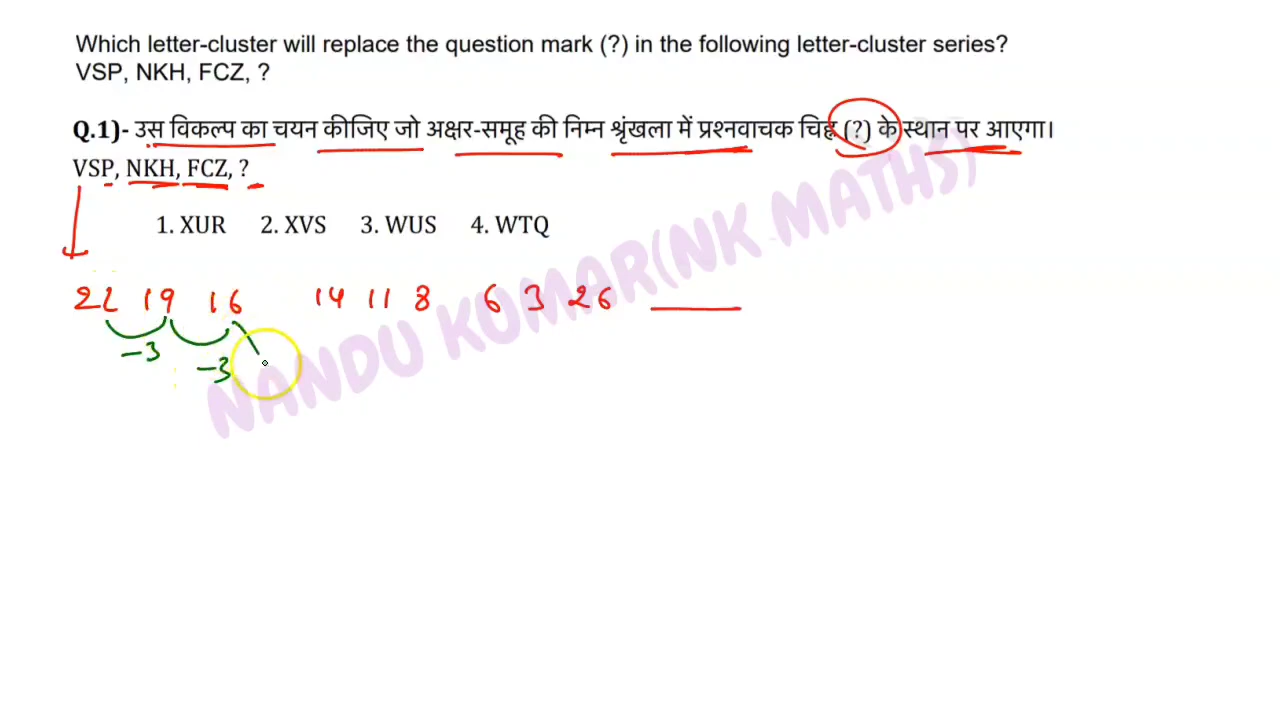 Which letter-cluster will replace the question mark (?) in the following letter-cluster series?
VSP, NKH, FCZ, ?
Q.1)- उस विकल्प का चयन कीजिए जो अक्षर-समूह की निम्न श्रृंखला में प्रश्नवाचक चिह्न (?) के स्थान पर आएगा।
VSP, NKH, FCZ, ?
1. XUR 2. XVS 3. WUS 4. WTQ
22 19 16 14 11 8 6 3 26
-3 -3
NANDU KUMAR(NK MATHS)